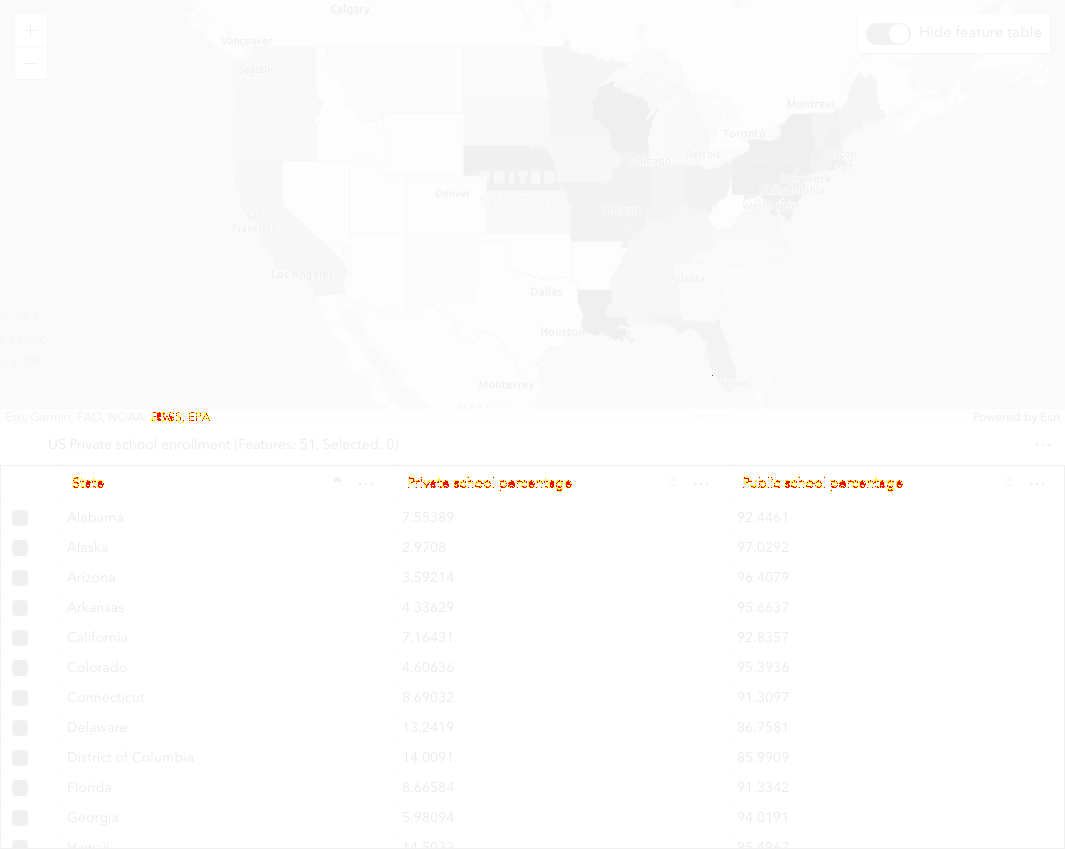 Calgary
Hide feature table
Vancouver
Seattle
Montreal
Toronto
Chicago
Detroit
Boston
New York
Philadelphia
UNITED
STATES
Denver
Washington
San
Francisco
Los Angeles
Atlanta
Dallas
Houston
Monterrey
Miami
MEXICO
Esri, Garmin, FAO, NOAA, EPA
Powered by Esri
US Private school enrollment (Features: 51, Selected: 0)
State Private school percentage Public school percentage
Alabama 7.55389 92.4461
Alaska 2.9708 97.0292
Arizona 3.59214 96.4079
Arkansas 4.33629 95.6637
California 7.16431 92.8357
Colorado 4.60636 95.3936
Connecticut 8.69032 91.3097
Delaware 13.2419 86.7581
District of Columbia 14.0091 85.9909
Florida 8.66584 91.3342
Georgia 5.98094 94.0191
Hawaii 14.5033 85.4967